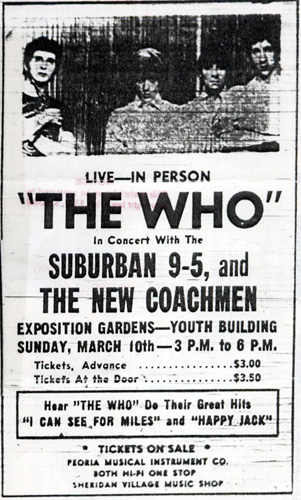 LIVE—IN PERSON
"THE WHO"
In Concert With The
SUBURBAN 9-5, and
THE NEW COACHMEN
EXPOSITION GARDENS—YOUTH BUILDING
SUNDAY, MARCH 10th—3 P.M. to 6 P.M.
Tickets, Advance ................ $3.00
Tickets At the Door ............... $3.50
Hear "THE WHO" Do Their Great Hits
"I CAN SEE FOR MILES" and "HAPPY JACK"
• TICKETS ON SALE •
PEORIA MUSICAL INSTRUMENT CO.
BOTH HI-FI ONE STOP
SHERIDAN VILLAGE MUSIC SHOP